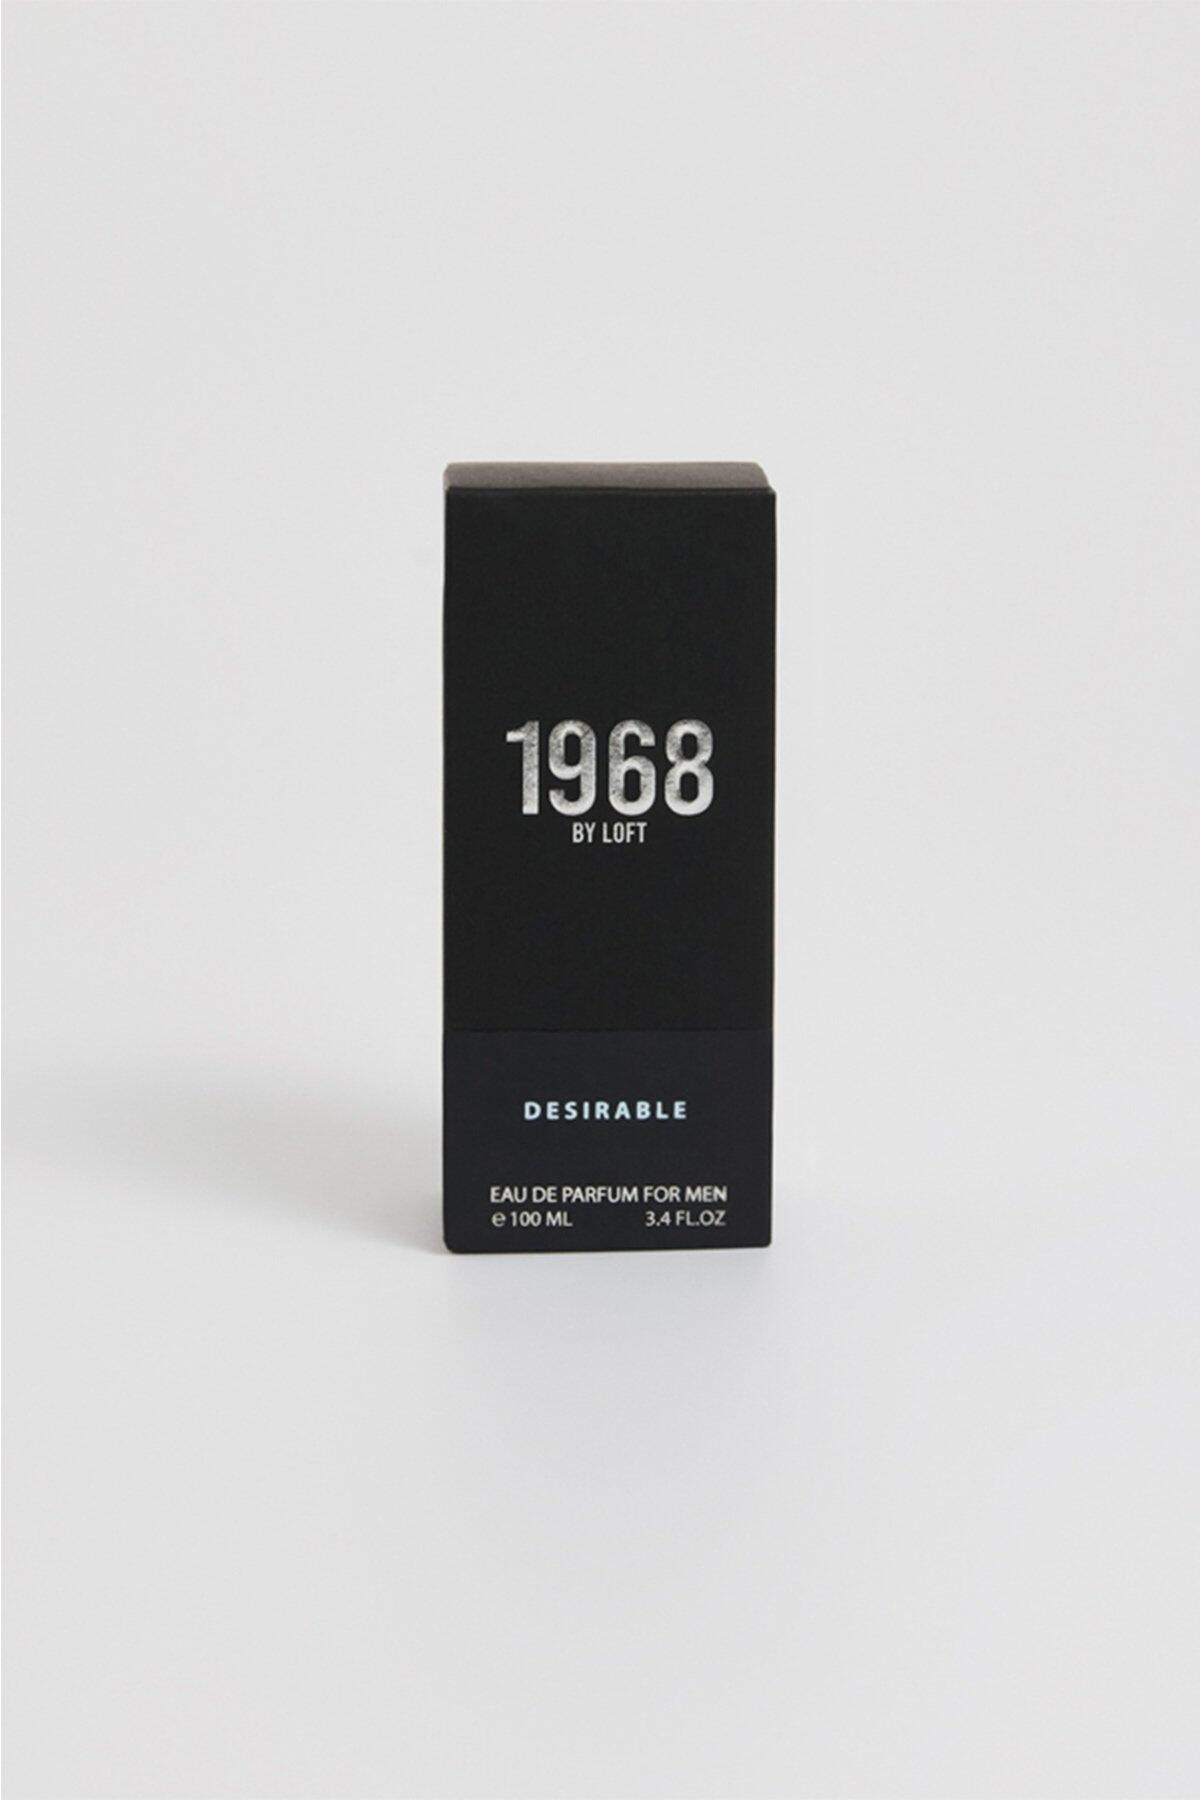 1968
BY LOFT
DESIRABLE
EAU DE PARFUM FOR MEN
℮ 100 ML 3.4 FL.OZ